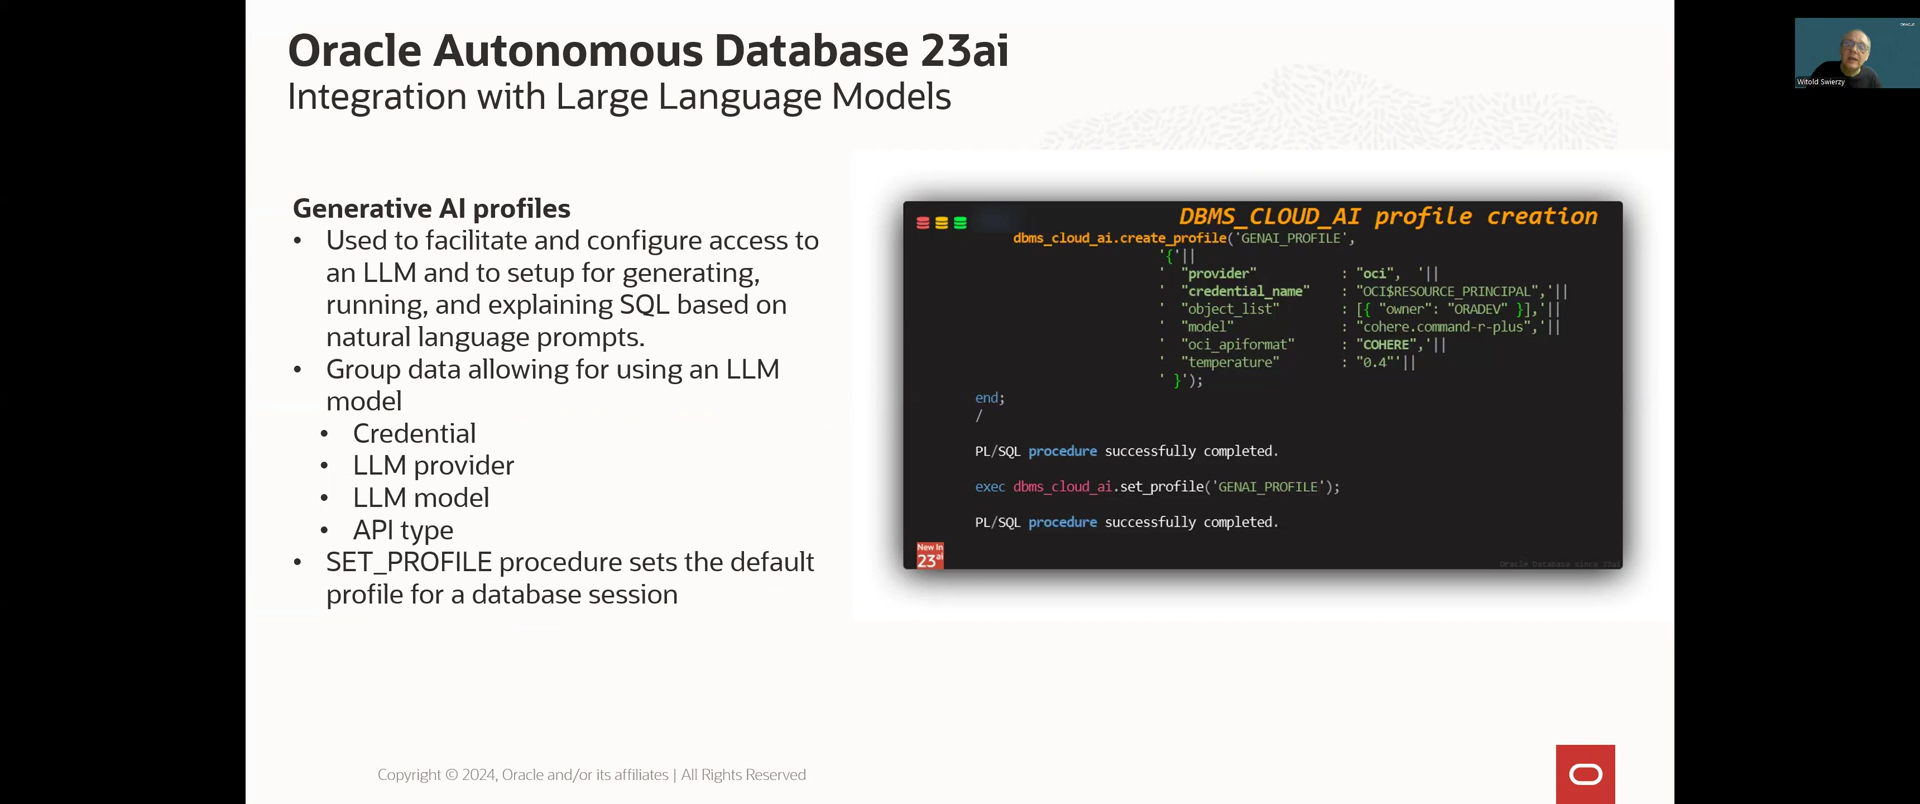 Oracle Autonomous Database 23ai
Integration with Large Language Models
Witold Swierzy
Generative AI profiles
• Used to facilitate and configure access to
an LLM and to setup for generating,
running, and explaining SQL based on
natural language prompts.
• Group data allowing for using an LLM
model
• Credential
• LLM provider
• LLM model
• API type
• SET_PROFILE procedure sets the default
profile for a database session
DBMS_CLOUD_AI profile creation
dbms_cloud_ai.create_profile('GENAI_PROFILE',
'{'||
' "provider" : "oci", '||
' "credential_name" : "OCI$RESOURCE_PRINCIPAL",'||
' "object_list" : [{ "owner": "ORADEV" }],'||
' "model" : "cohere.command-r-plus",'||
' "oci_apiformat" : "COHERE",'||
' "temperature" : "0.4"'||
' }');
end;
/
PL/SQL procedure successfully completed.
exec dbms_cloud_ai.set_profile('GENAI_PROFILE');
PL/SQL procedure successfully completed.
New in
23ai
Oracle Database since 23ai
Copyright © 2024, Oracle and/or its affiliates | All Rights Reserved